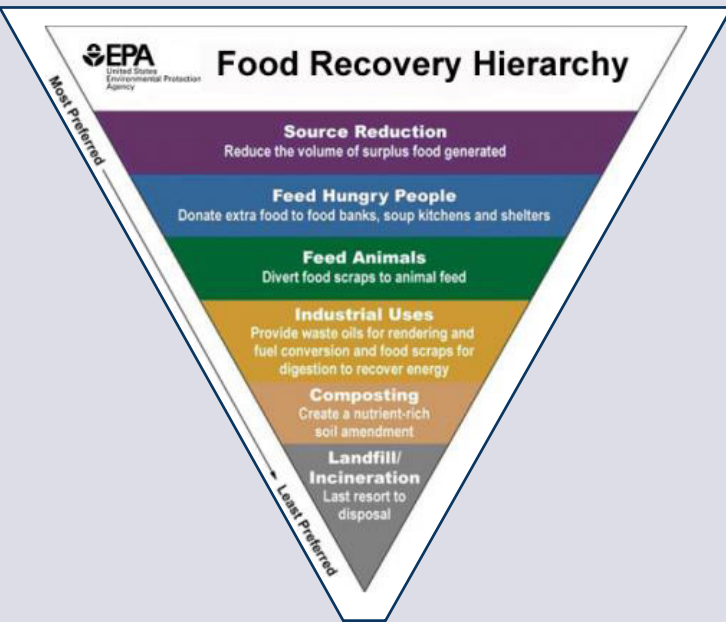 EPA
United States
Environmental Protection
Agency
Food Recovery Hierarchy
Most Preferred
Source Reduction
Reduce the volume of surplus food generated
Feed Hungry People
Donate extra food to food banks, soup kitchens and shelters
Feed Animals
Divert food scraps to animal feed
Industrial Uses
Provide waste oils for rendering and
fuel conversion and food scraps for
digestion to recover energy
Composting
Create a nutrient-rich
soil amendment
Landfill/
Incineration
Last resort to
disposal
Least Preferred